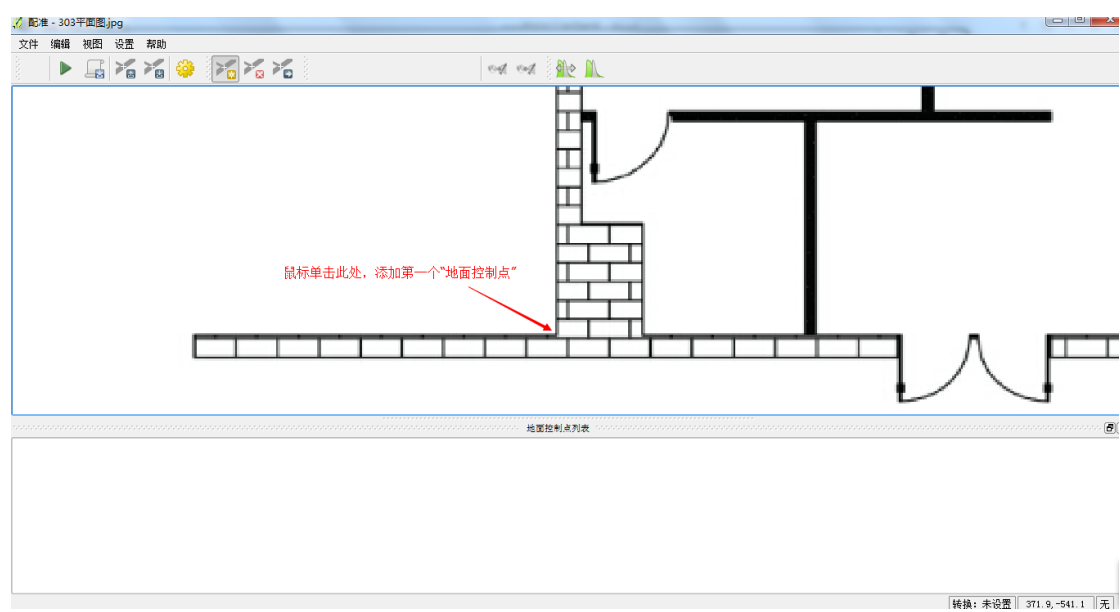 配准 - 303平面图.jpg
文件 编辑 视图 设置 帮助
鼠标单击此处，添加第一个“地面控制点”
地面控制点列表
转换：未设置 371.9,-541.1 无